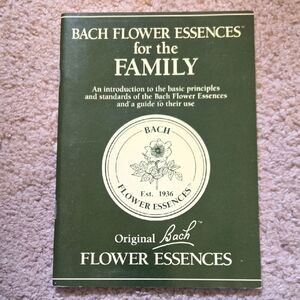 BACH FLOWER ESSENCES™
for the
FAMILY
An introduction to the basic principles
and standards of the Bach Flower Essences
and a guide to their use
BACH
Est. 1936
FLOWER ESSENCES
Original Bach™
FLOWER ESSENCES